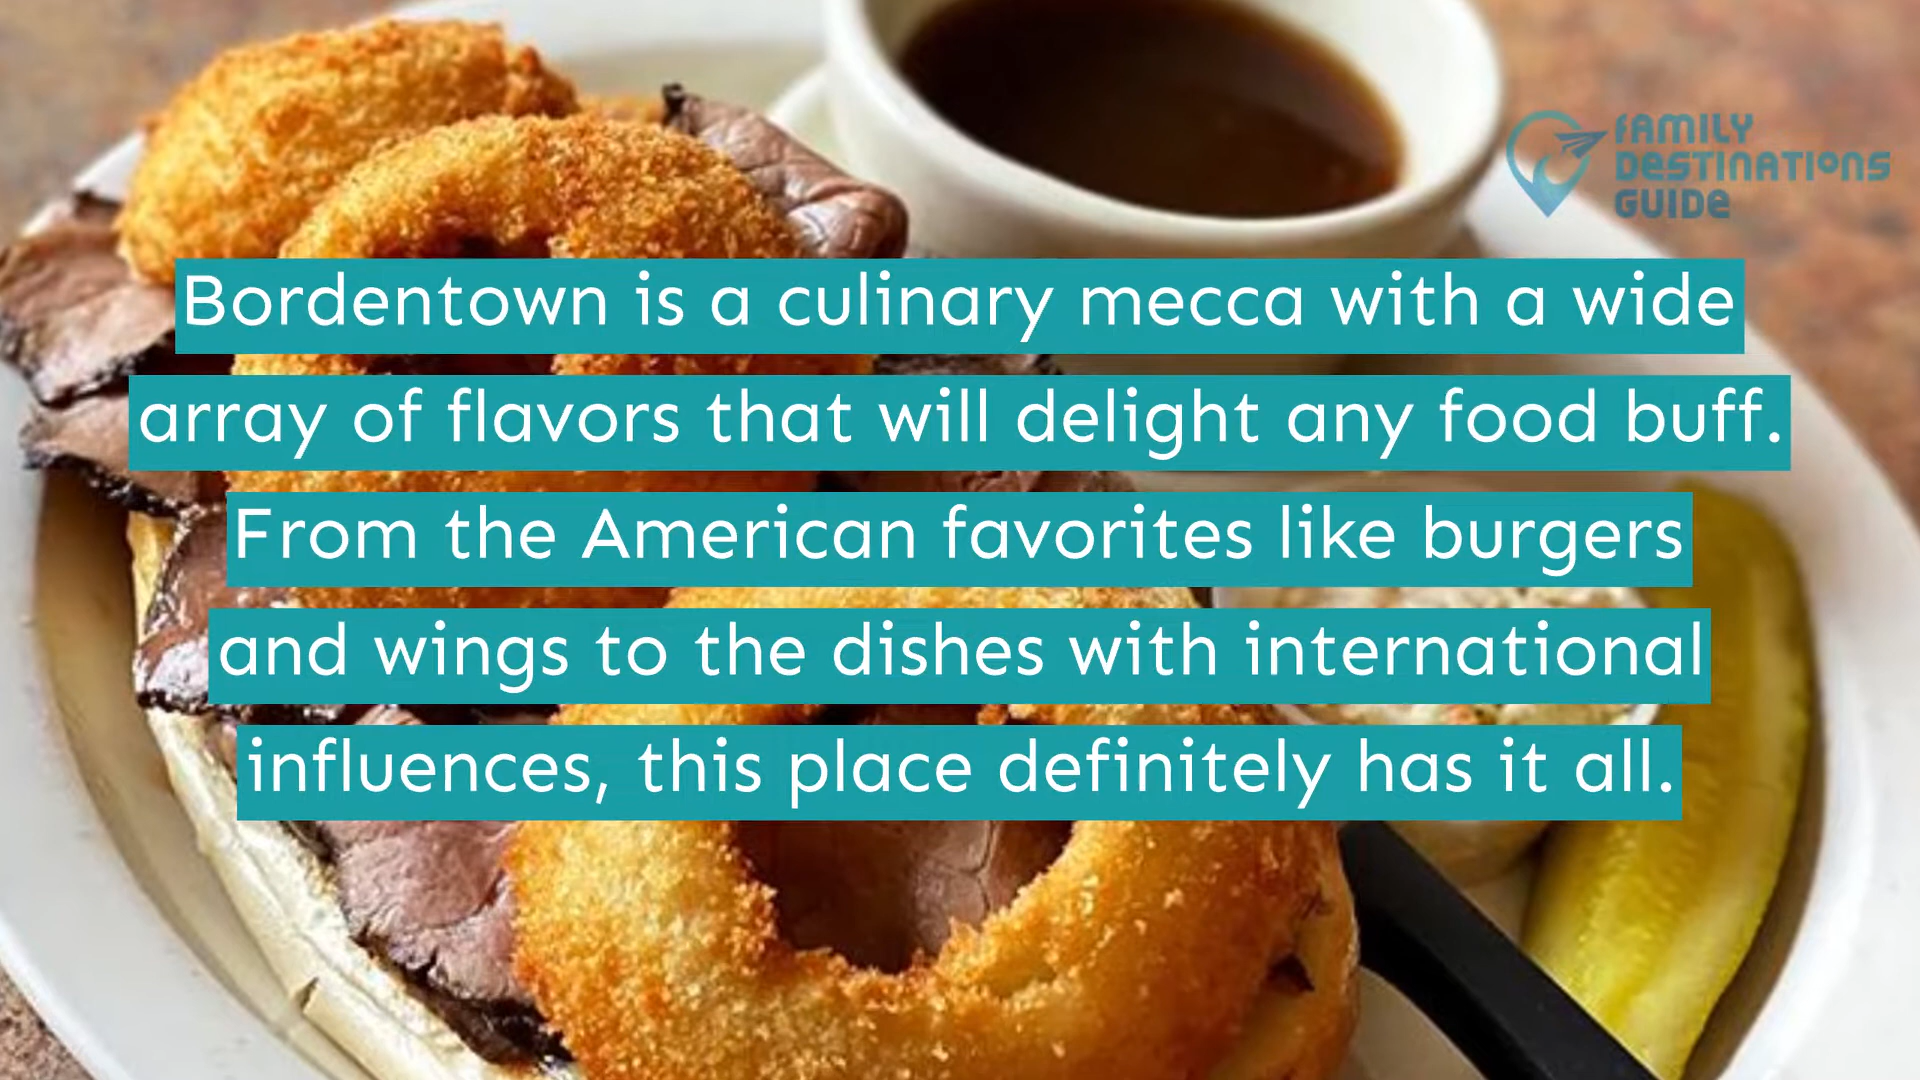 FAMILY
DESTINATIONS
GUIDE
Bordentown is a culinary mecca with a wide
array of flavors that will delight any food buff.
From the American favorites like burgers
and wings to the dishes with international
influences, this place definitely has it all.